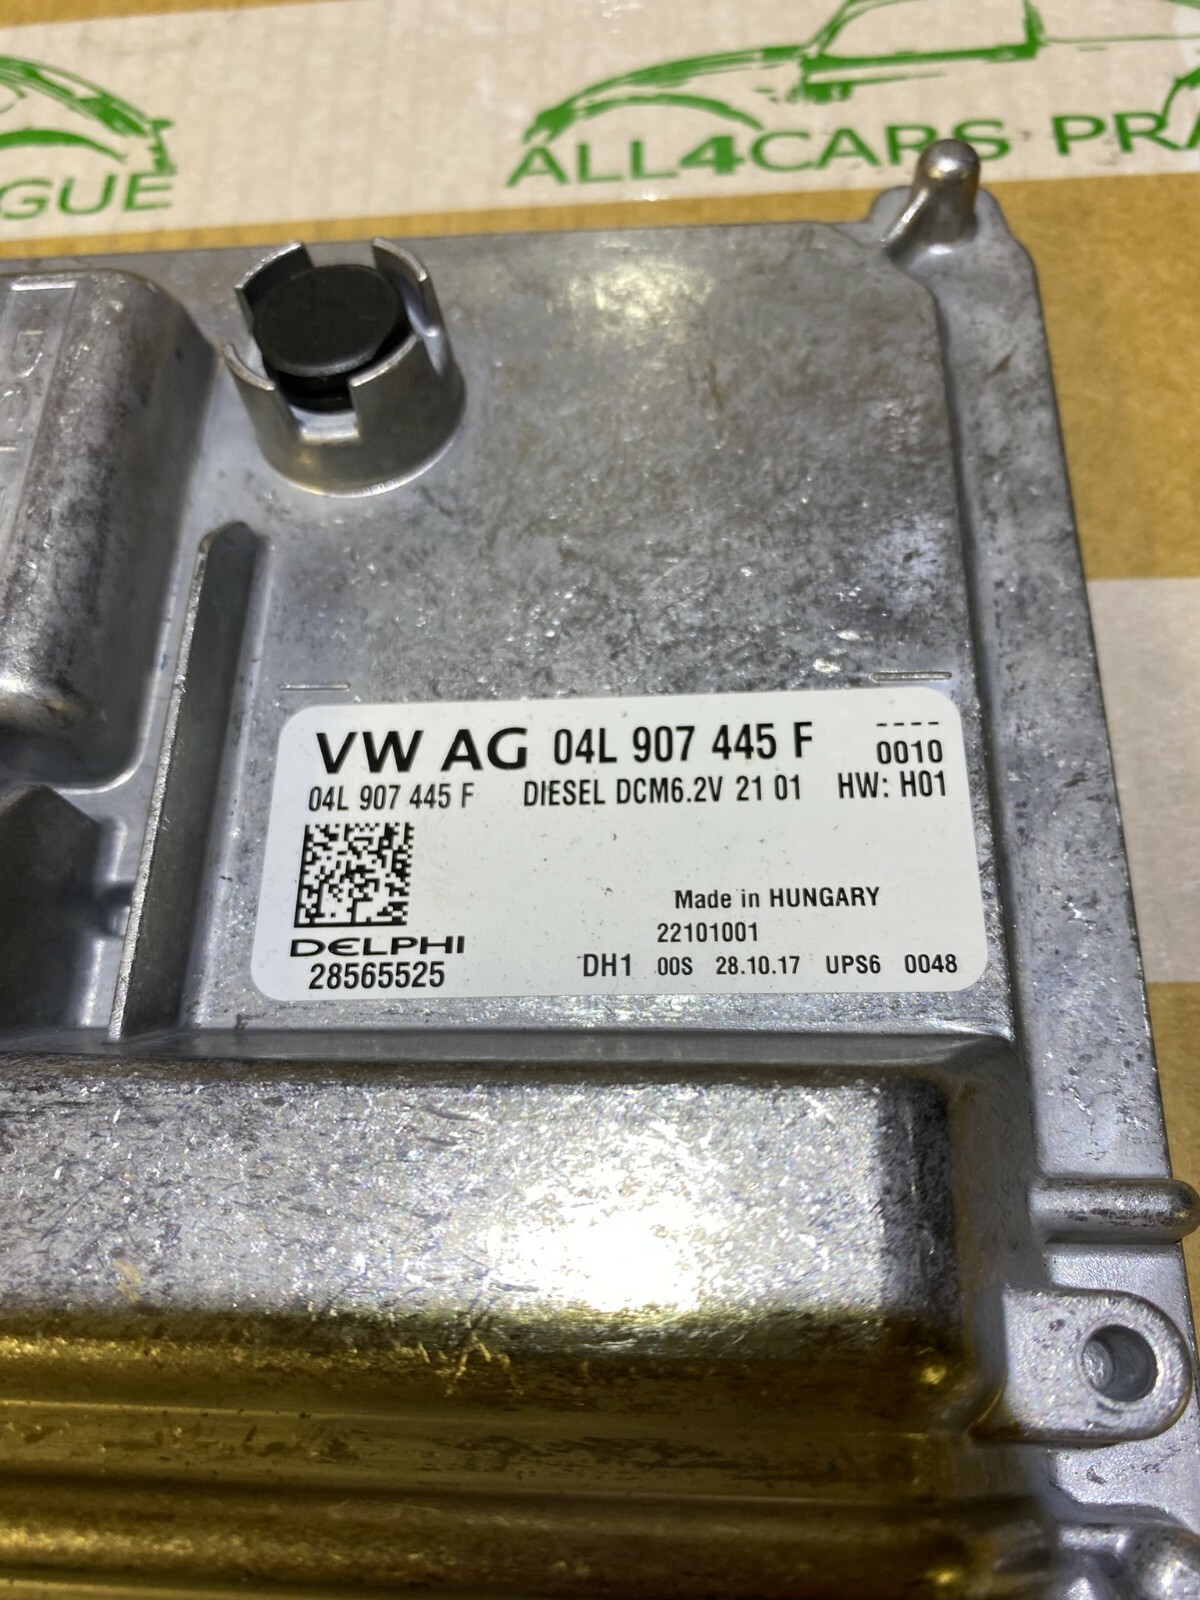 GUE
ALL4CARS PRA
VW AG 04L 907 445 F
----
0010
04L 907 445 F DIESEL DCM6.2V 21 01 HW: H01
Made in HUNGARY
DELPHI
22101001
28565525
DH1 00S 28.10.17 UPS6 0048